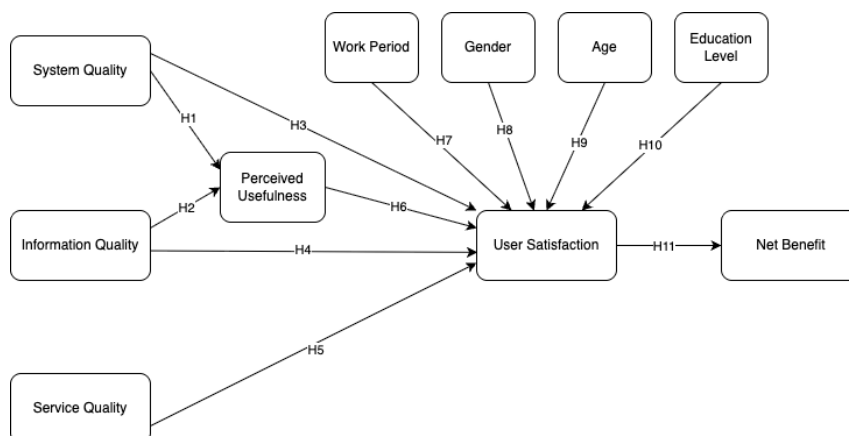 Work Period
Gender
Age
Education
Level
System Quality
H1
H3
H7
H8
H9
H10
Perceived
Usefulness
H2
H6
Information Quality
H4
User Satisfaction
H11
Net Benefit
H5
Service Quality